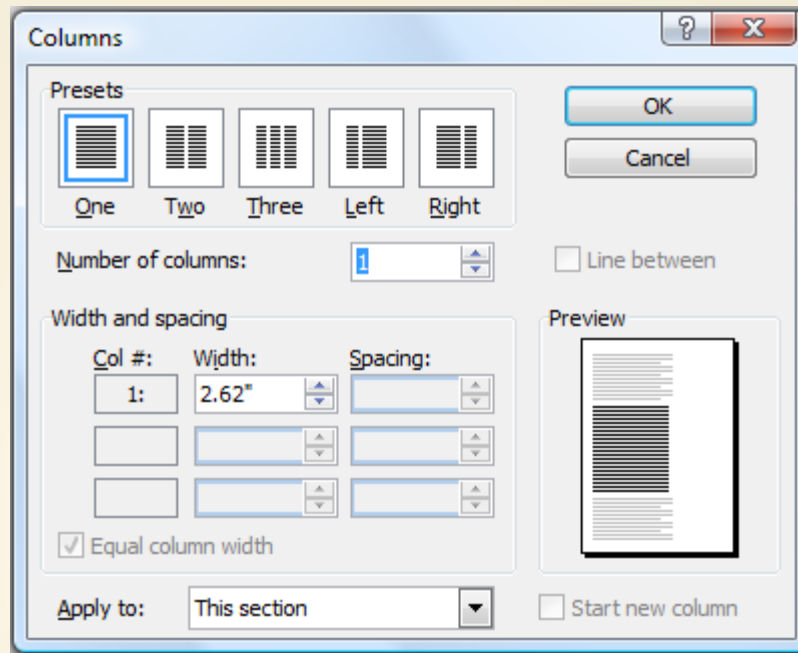 Columns
Presets
OK
Cancel
One Two Three Left Right
Number of columns: 1 Line between
Width and spacing Preview
Col #: Width: Spacing:
1: 2.62"
Equal column width
Apply to: This section Start new column